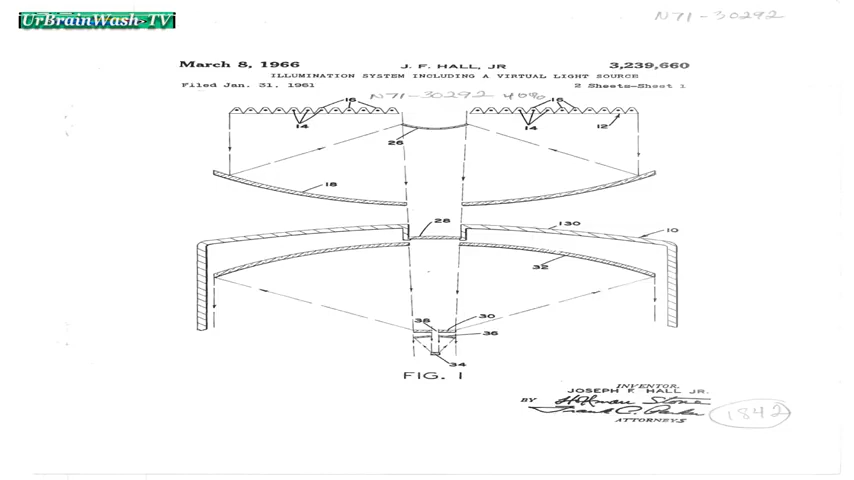 UrBrainWash-TV
N71-30292
March 8, 1966 J. F. HALL, JR 3,239,660
ILLUMINATION SYSTEM INCLUDING A VIRTUAL LIGHT SOURCE
Filed Jan. 31, 1961 N71-30292 2 Sheets-Sheet 1
16 16
14 14 12
26
18
28 130 10
32
38 30
36
34
FIG. 1
INVENTOR.
JOSEPH F. HALL JR.
BY
ATTORNEYS
1842